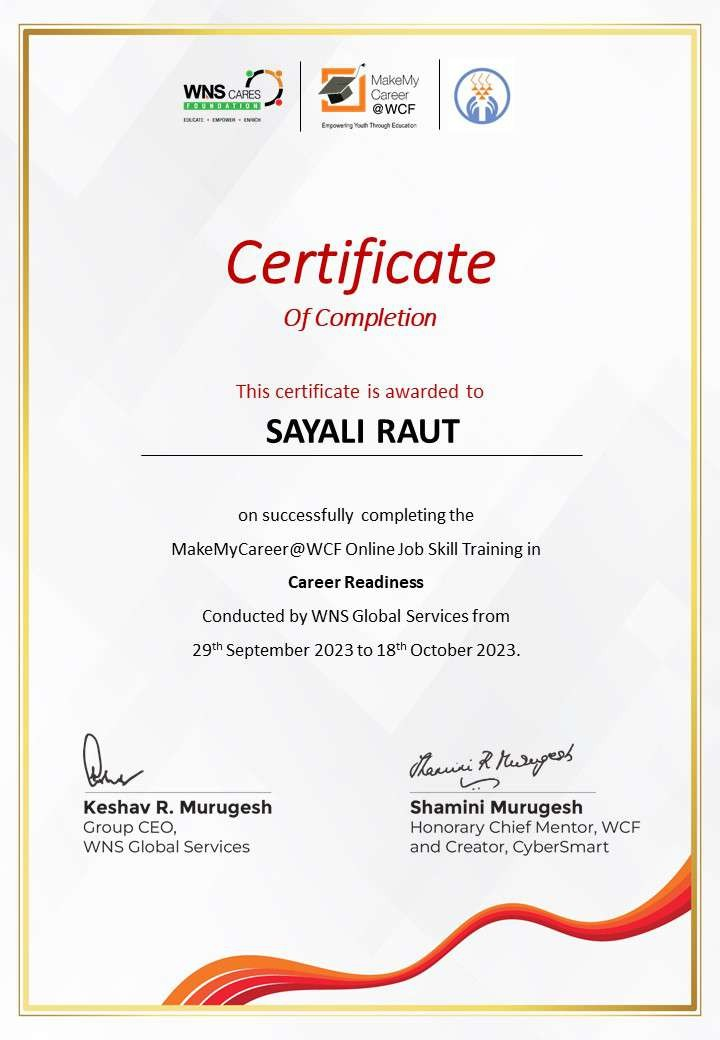 WNS CARES
FOUNDATION
EDUCATE • EMPOWER • ENRICH
MakeMy
Career
@WCF
Empowering Youth Through Education
Certificate
Of Completion
This certificate is awarded to
SAYALI RAUT
on successfully completing the
MakeMyCareer@WCF Online Job Skill Training in
Career Readiness
Conducted by WNS Global Services from
29th September 2023 to 18th October 2023.
Shamini R Murugesh
Keshav R. Murugesh
Group CEO,
WNS Global Services
Shamini Murugesh
Honorary Chief Mentor, WCF
and Creator, CyberSmart